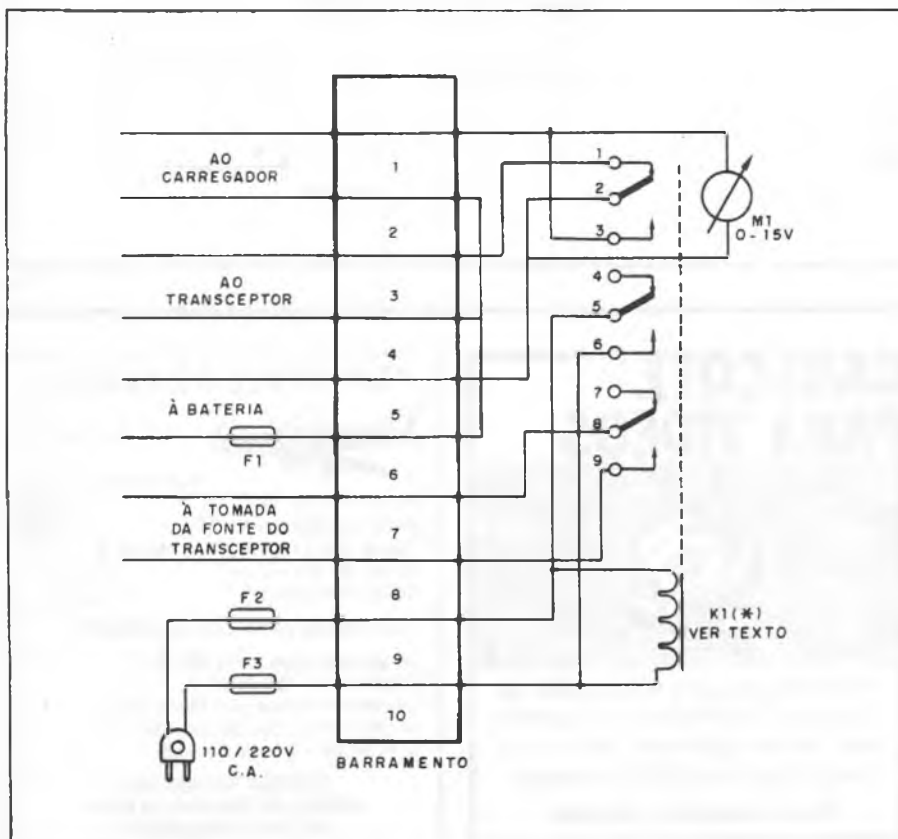 AO
CARREGADOR
AO
TRANSCEPTOR
À BATERIA
F1
À TOMADA
DA FONTE DO
TRANSCEPTOR
F2
F3
110 / 220V
C.A.
1
2
3
4
5
6
7
8
9
10
BARRAMENTO
1
2
3
4
5
6
7
8
9
M1
0-15V
K1(*)
VER TEXTO